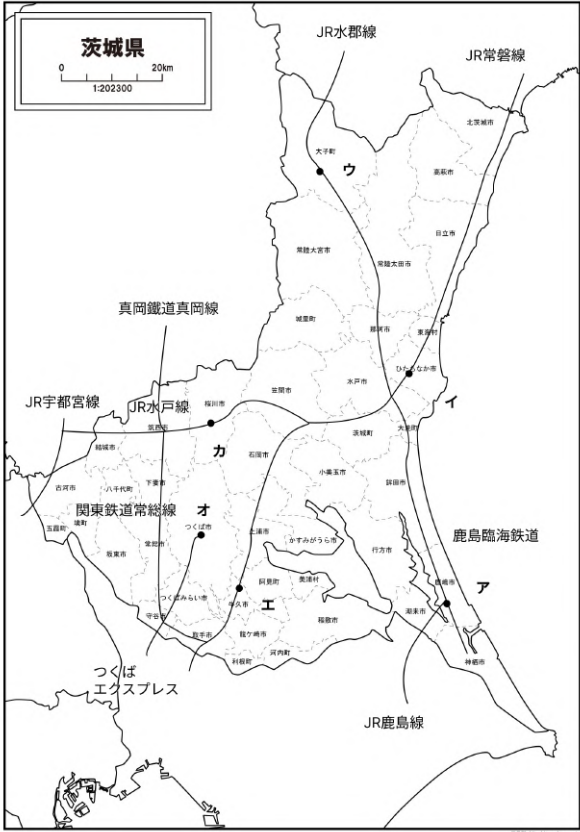 茨城県
0 20km
1:202300
JR水郡線
JR常磐線
北茨城市
大子町
ウ
高萩市
日立市
常陸大宮市
常陸太田市
真岡鐵道真岡線
城里町
那珂市
東海村
ひたちなか市
水戸市
笠間市
JR宇都宮線
JR水戸線
桜川市
イ
筑西市
大洗町
茨城町
カ
結城市
石岡市
小美玉市
鉾田市
古河市
八千代町
下妻市
関東鉄道常総線
オ
つくば市
五霞町
境町
常総市
土浦市
かすみがうら市
鹿島臨海鉄道
坂東市
行方市
阿見町
美浦村
鹿嶋市
ア
つくばみらい市
牛久市
エ
潮来市
守谷市
稲敷市
取手市
龍ケ崎市
河内町
利根町
神栖市
つくば
エクスプレス
JR鹿島線